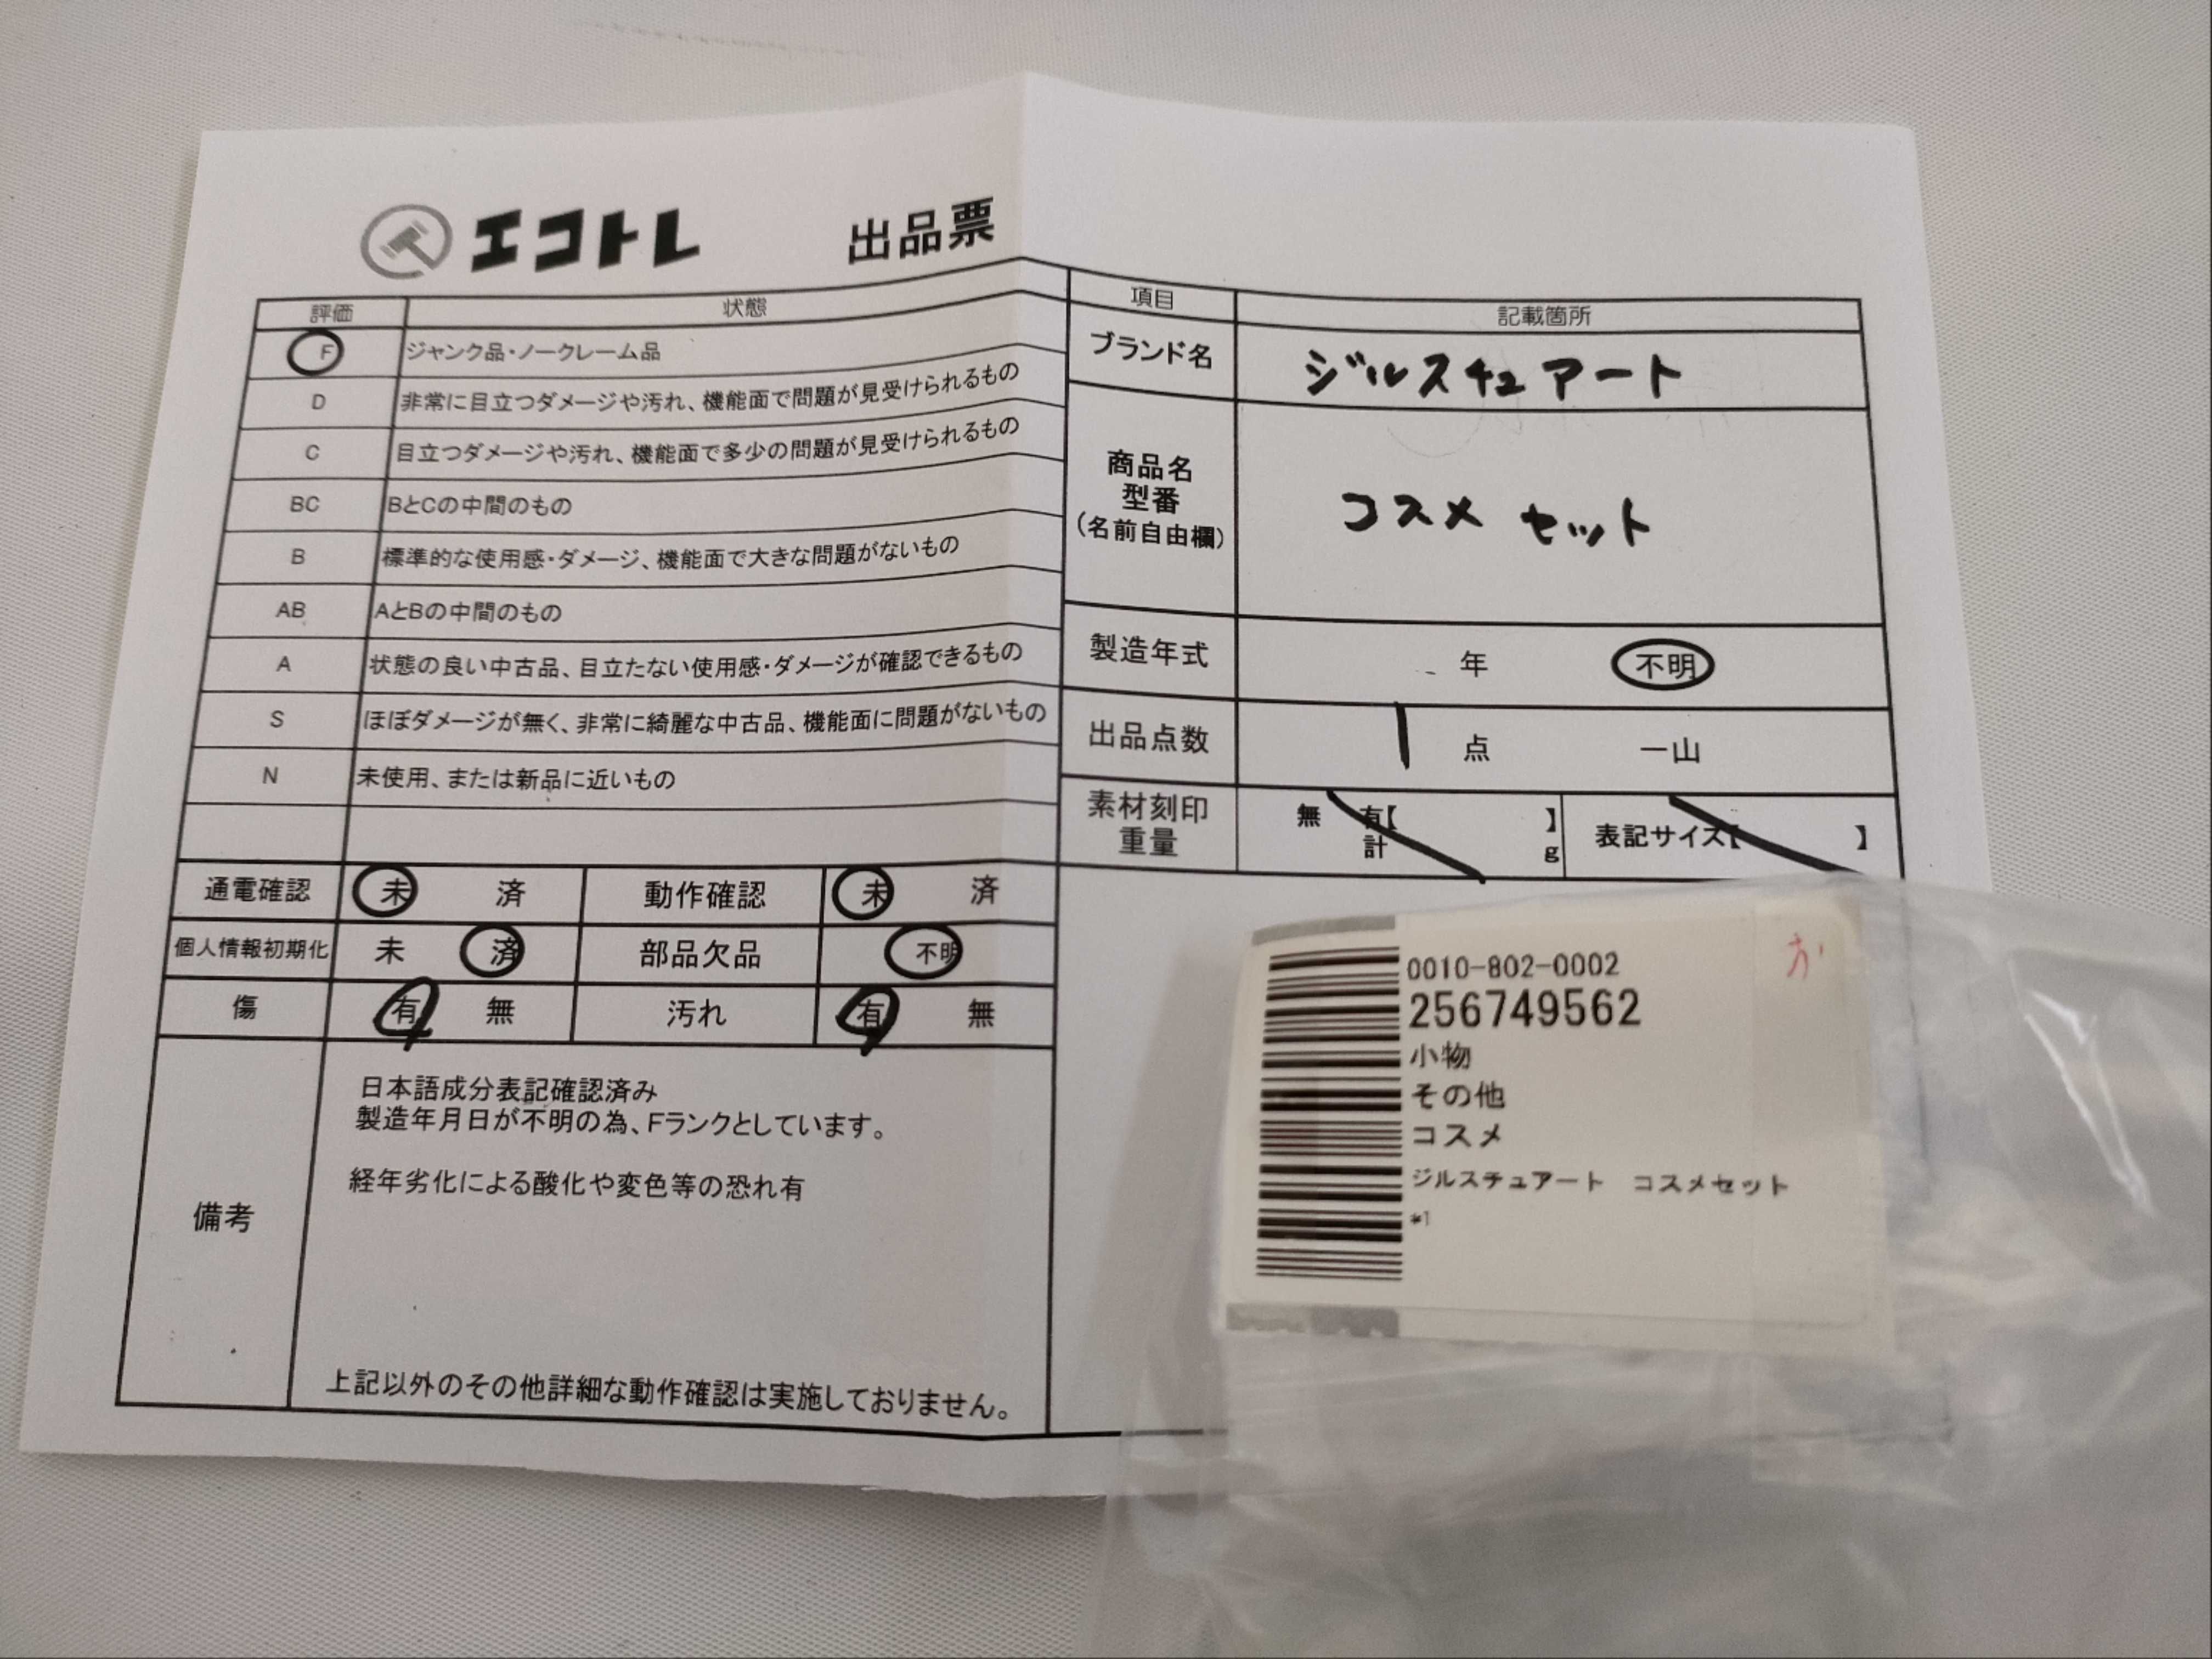 エコトレ 出品票
評価 状態
F ジャンク品・ノークレーム品
D 非常に目立つダメージや汚れ、機能面で問題が見受けられるもの
C 目立つダメージや汚れ、機能面で多少の問題が見受けられるもの
BC BとCの中間のもの
B 標準的な使用感・ダメージ、機能面で大きな問題がないもの
AB AとBの中間のもの
A 状態の良い中古品、目立たない使用感・ダメージが確認できるもの
S ほぼダメージが無く、非常に綺麗な中古品、機能面に問題がないもの
N 未使用、または新品に近いもの
通電確認 未 済 動作確認 未 済
個人情報初期化 未 済 部品欠品 不明
傷 有 無 汚れ 有 無
備考
日本語成分表記確認済み
製造年月日が不明の為、Fランクとしています。
経年劣化による酸化や変色等の恐れ有
上記以外のその他詳細な動作確認は実施しておりません。
項目 記載箇所
ブランド名 ジルスチュアート
商品名
型番
(名前自由欄)
コスメ セット
製造年式 年 不明
出品点数 1 点 一山
素材刻印
重量
無 有【 】
計 g
表記サイズ【 】
0010-802-0002
256749562
小物
その他
コスメ
ジルスチュアート コスメセット
*1